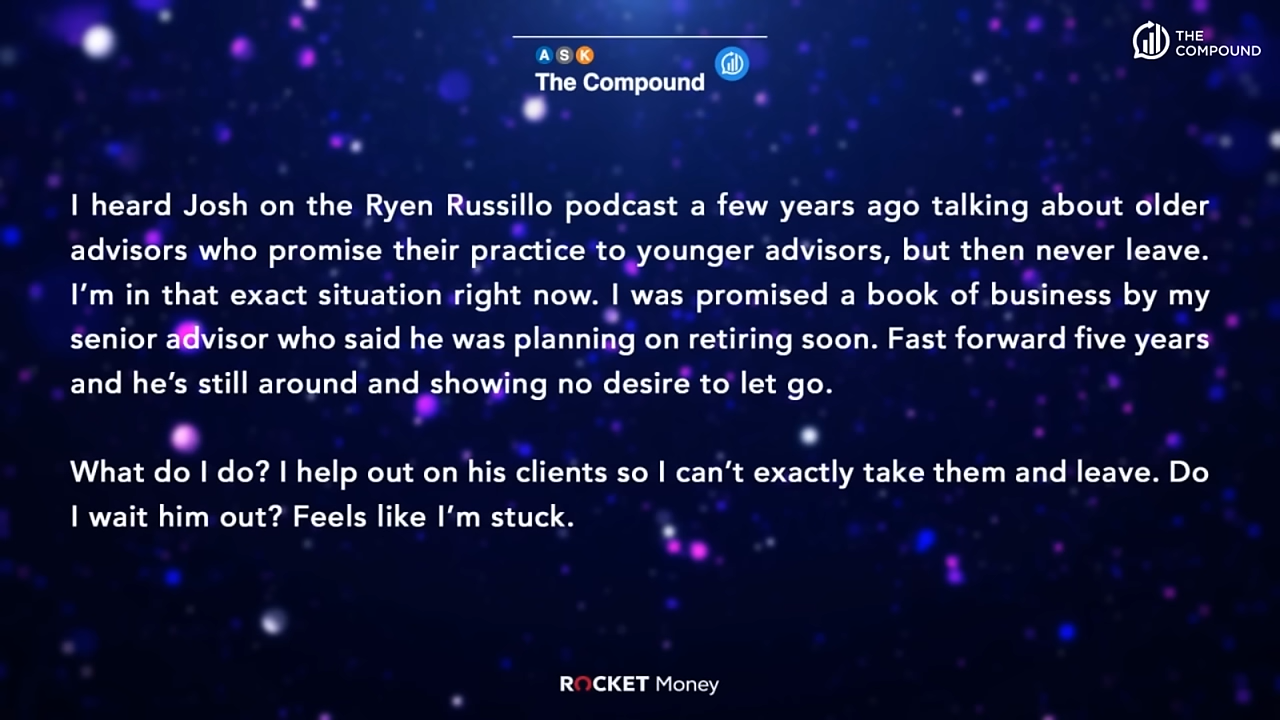 ASK
The Compound
THE
COMPOUND
I heard Josh on the Ryen Russillo podcast a few years ago talking about older
advisors who promise their practice to younger advisors, but then never leave.
I’m in that exact situation right now. I was promised a book of business by my
senior advisor who said he was planning on retiring soon. Fast forward five years
and he’s still around and showing no desire to let go.
What do I do? I help out on his clients so I can’t exactly take them and leave. Do
I wait him out? Feels like I’m stuck.
ROCKET Money